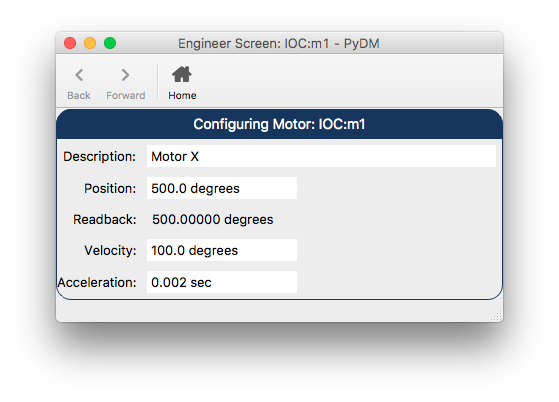 Engineer Screen: IOC:m1 - PyDM
Back Forward Home
Configuring Motor: IOC:m1
Description: Motor X
Position: 500.0 degrees
Readback: 500.00000 degrees
Velocity: 100.0 degrees
Acceleration: 0.002 sec